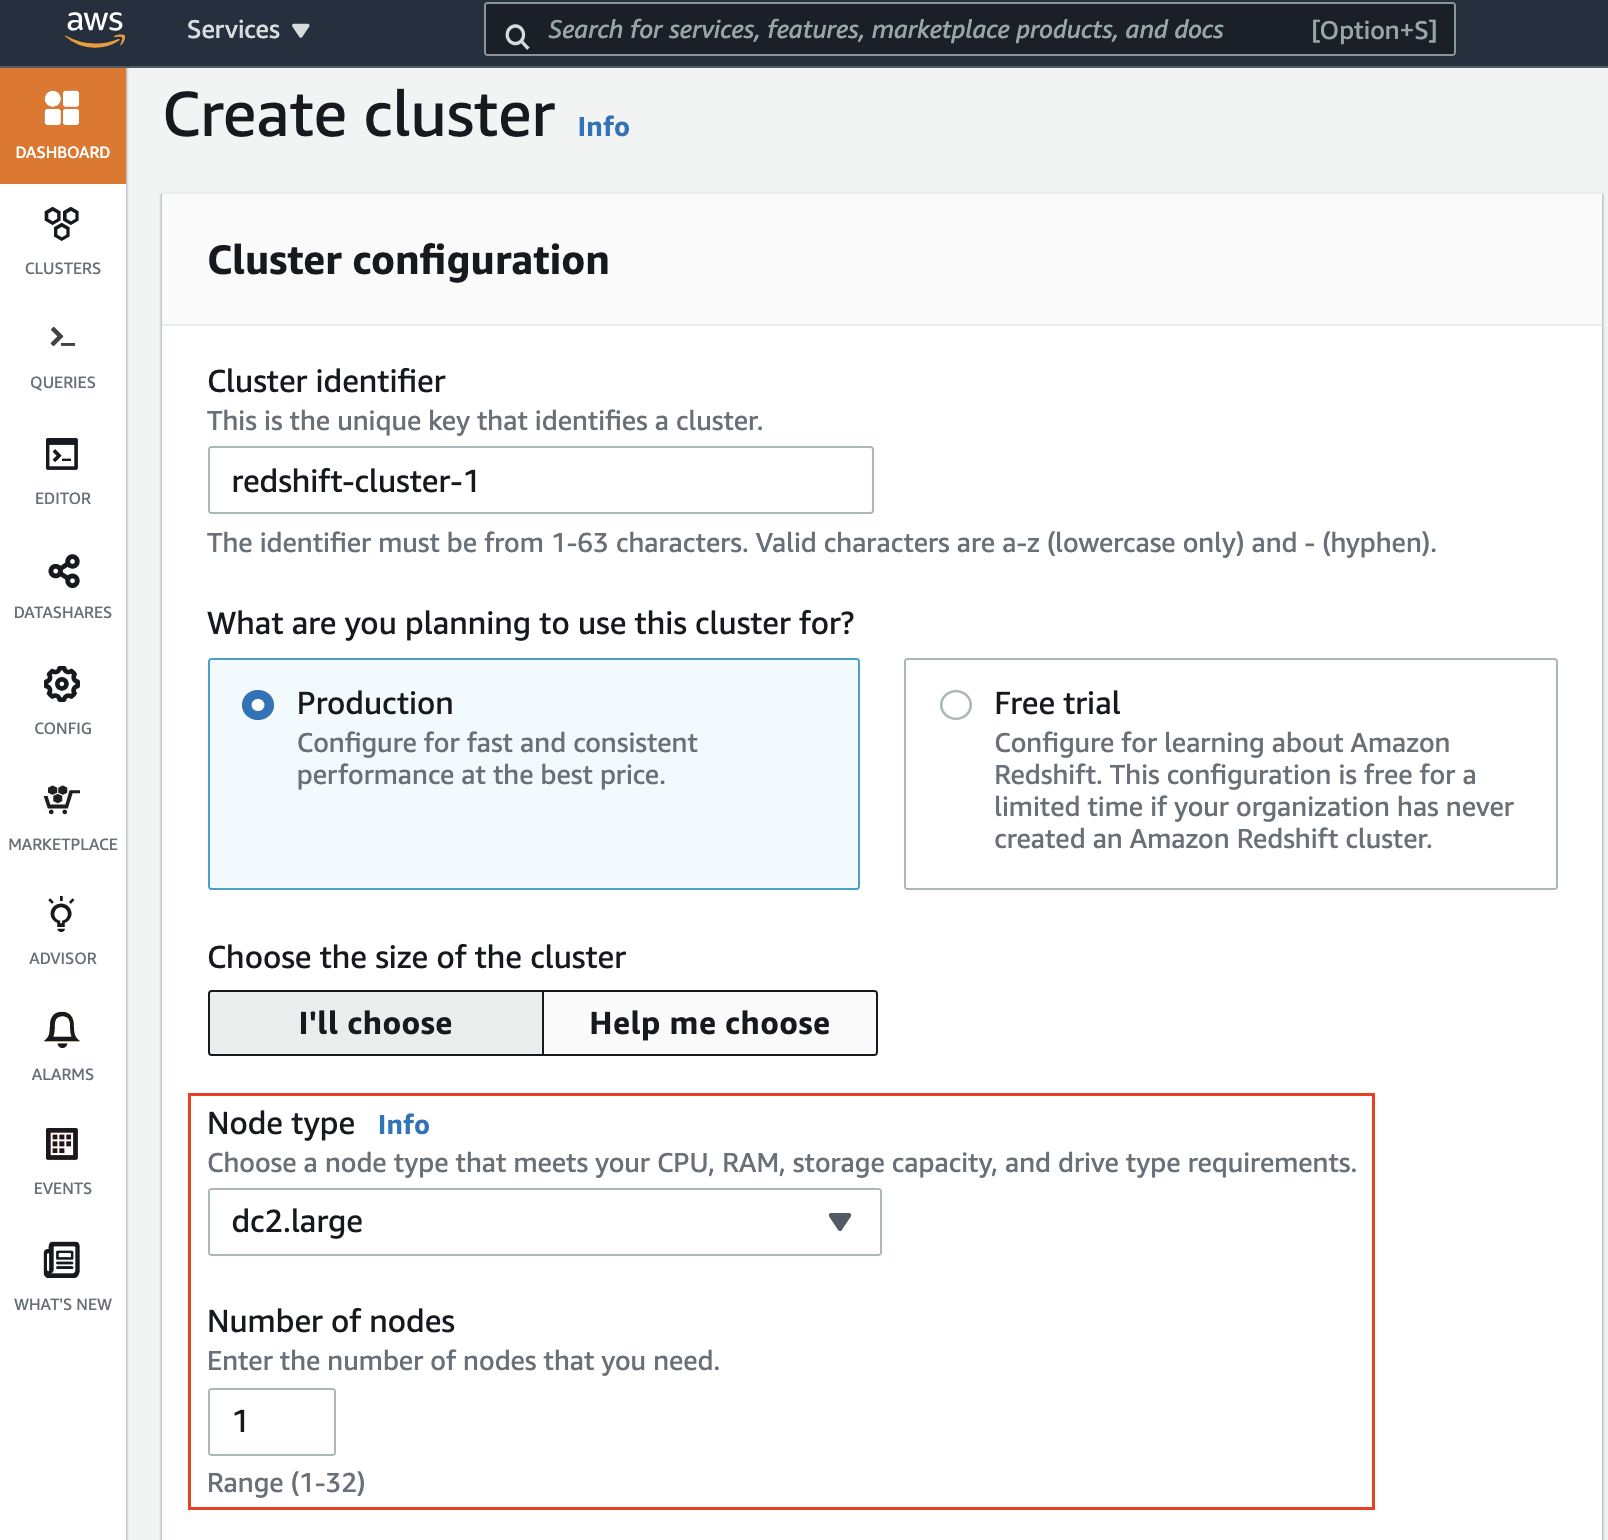 aws
Services
Search for services, features, marketplace products, and docs
[Option+S]
DASHBOARD
CLUSTERS
QUERIES
EDITOR
DATASHARES
CONFIG
MARKETPLACE
ADVISOR
ALARMS
EVENTS
WHAT'S NEW
Create cluster Info
Cluster configuration
Cluster identifier
This is the unique key that identifies a cluster.
redshift-cluster-1
The identifier must be from 1-63 characters. Valid characters are a-z (lowercase only) and - (hyphen).
What are you planning to use this cluster for?
Production
Configure for fast and consistent
performance at the best price.
Free trial
Configure for learning about Amazon
Redshift. This configuration is free for a
limited time if your organization has never
created an Amazon Redshift cluster.
Choose the size of the cluster
I'll choose
Help me choose
Node type Info
Choose a node type that meets your CPU, RAM, storage capacity, and drive type requirements.
dc2.large
Number of nodes
Enter the number of nodes that you need.
1
Range (1-32)